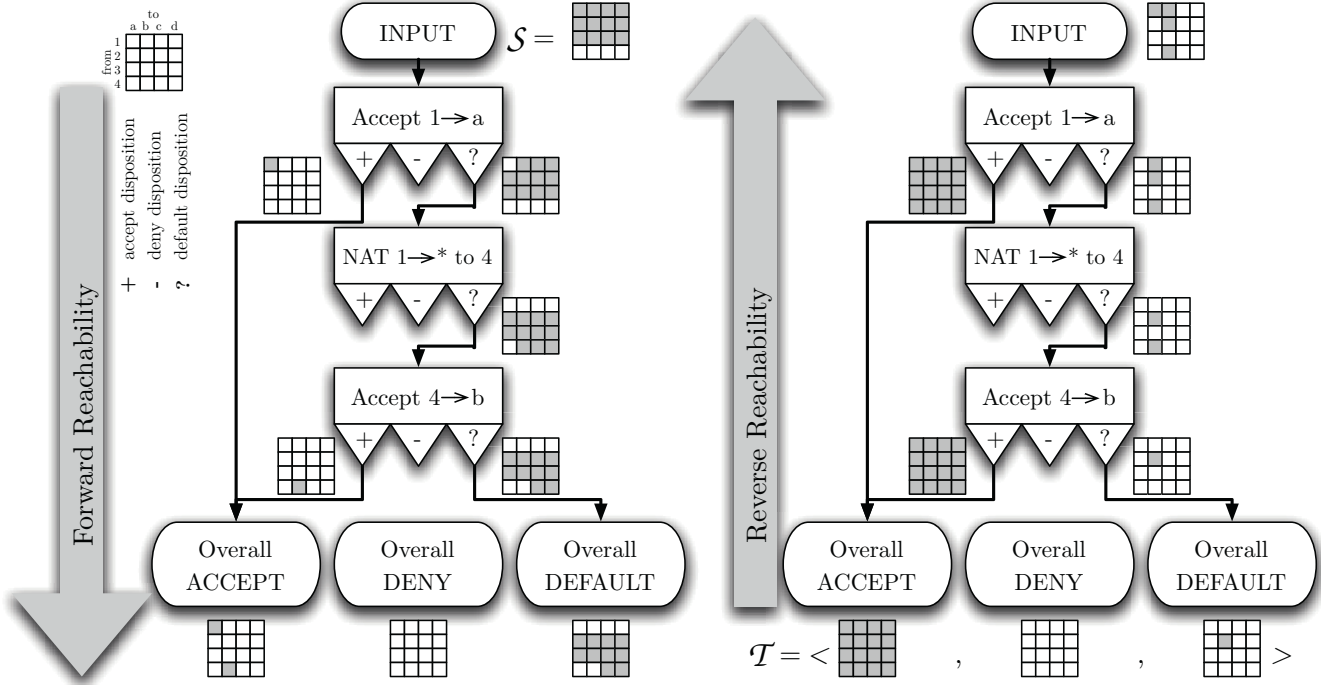 to
a b c d
from
1
2
3
4
+ accept disposition
- deny disposition
? default disposition
Forward Reachability
INPUT
S =
Accept 1→a
+ - ?
NAT 1→* to 4
+ - ?
Accept 4→b
+ - ?
Overall ACCEPT
Overall DENY
Overall DEFAULT
Reverse Reachability
INPUT
Accept 1→a
+ - ?
NAT 1→* to 4
+ - ?
Accept 4→b
+ - ?
Overall ACCEPT
Overall DENY
Overall DEFAULT
T = < , , >